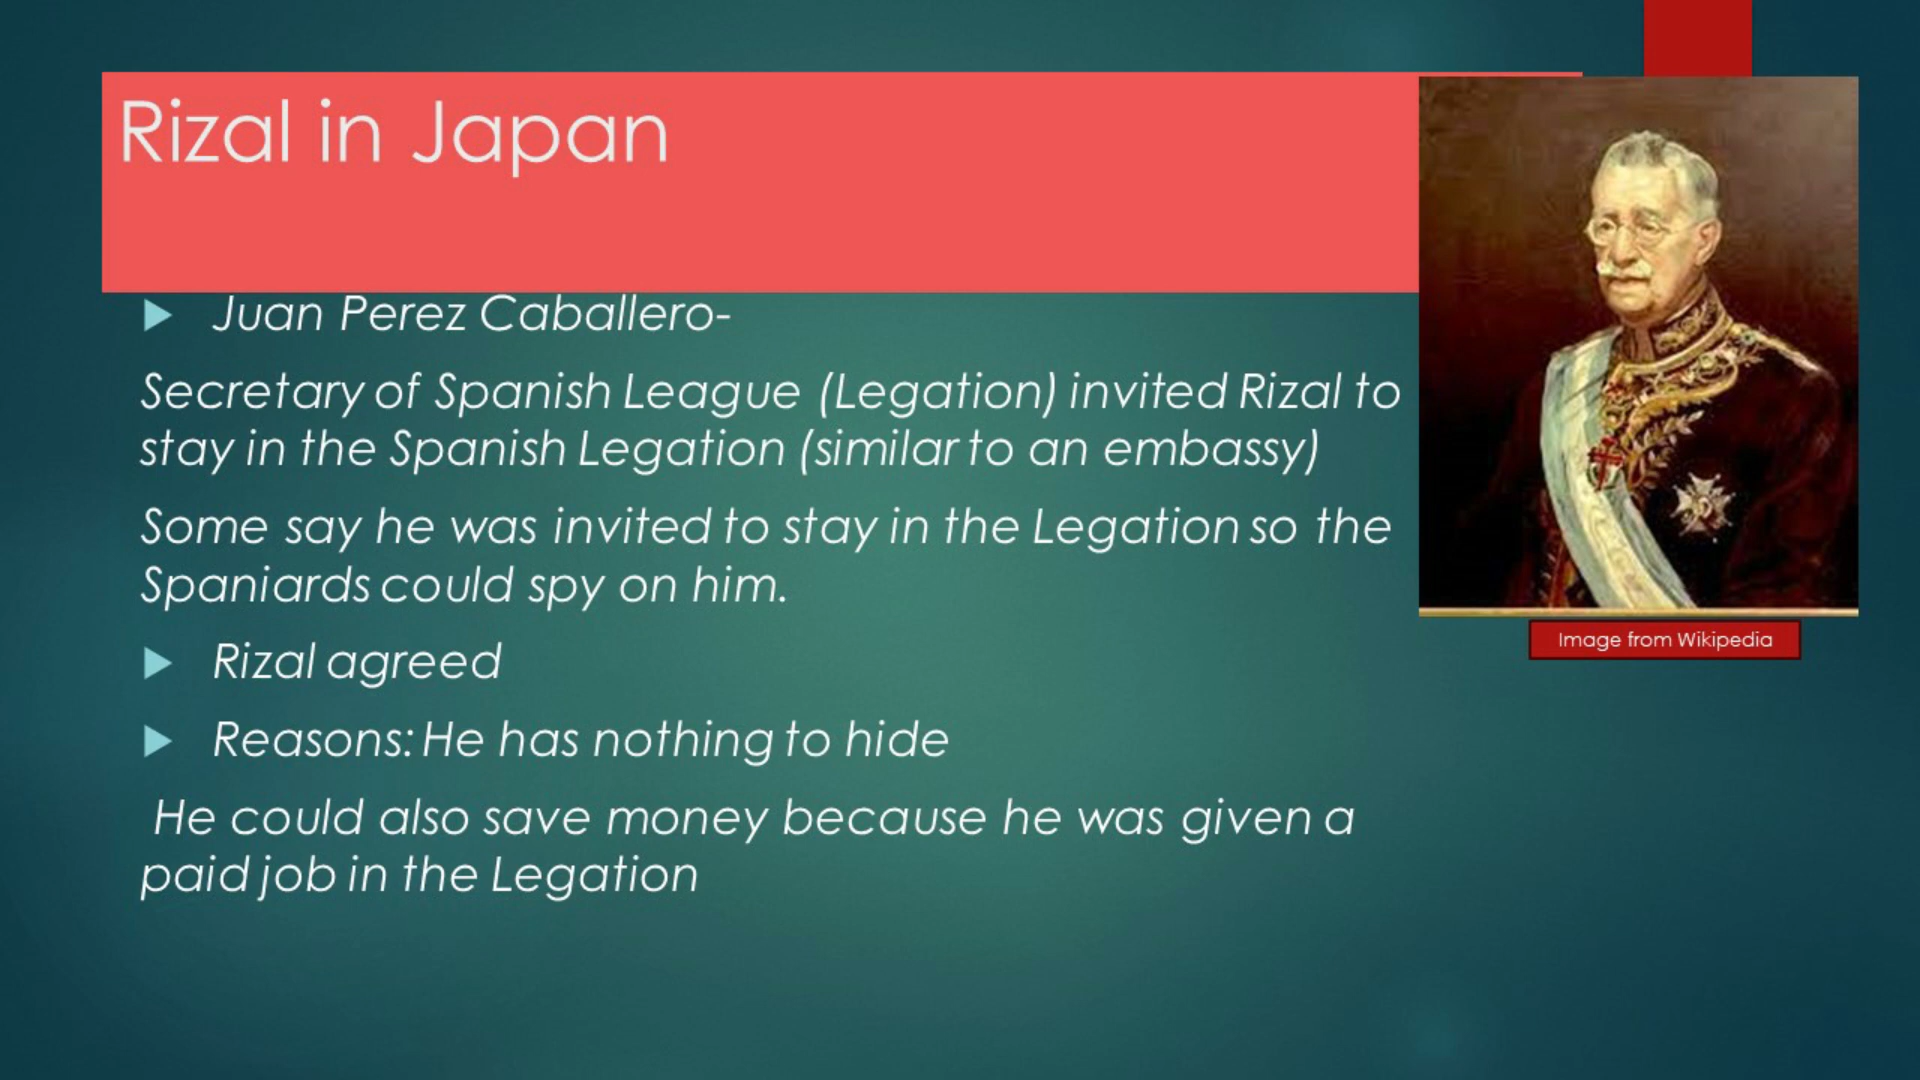 Rizal in Japan
Juan Perez Caballero-
Secretary of Spanish League (Legation) invited Rizal to
stay in the Spanish Legation (similar to an embassy)
Some say he was invited to stay in the Legation so the
Spaniards could spy on him.
Rizal agreed
Reasons: He has nothing to hide
He could also save money because he was given a
paid job in the Legation
Image from Wikipedia